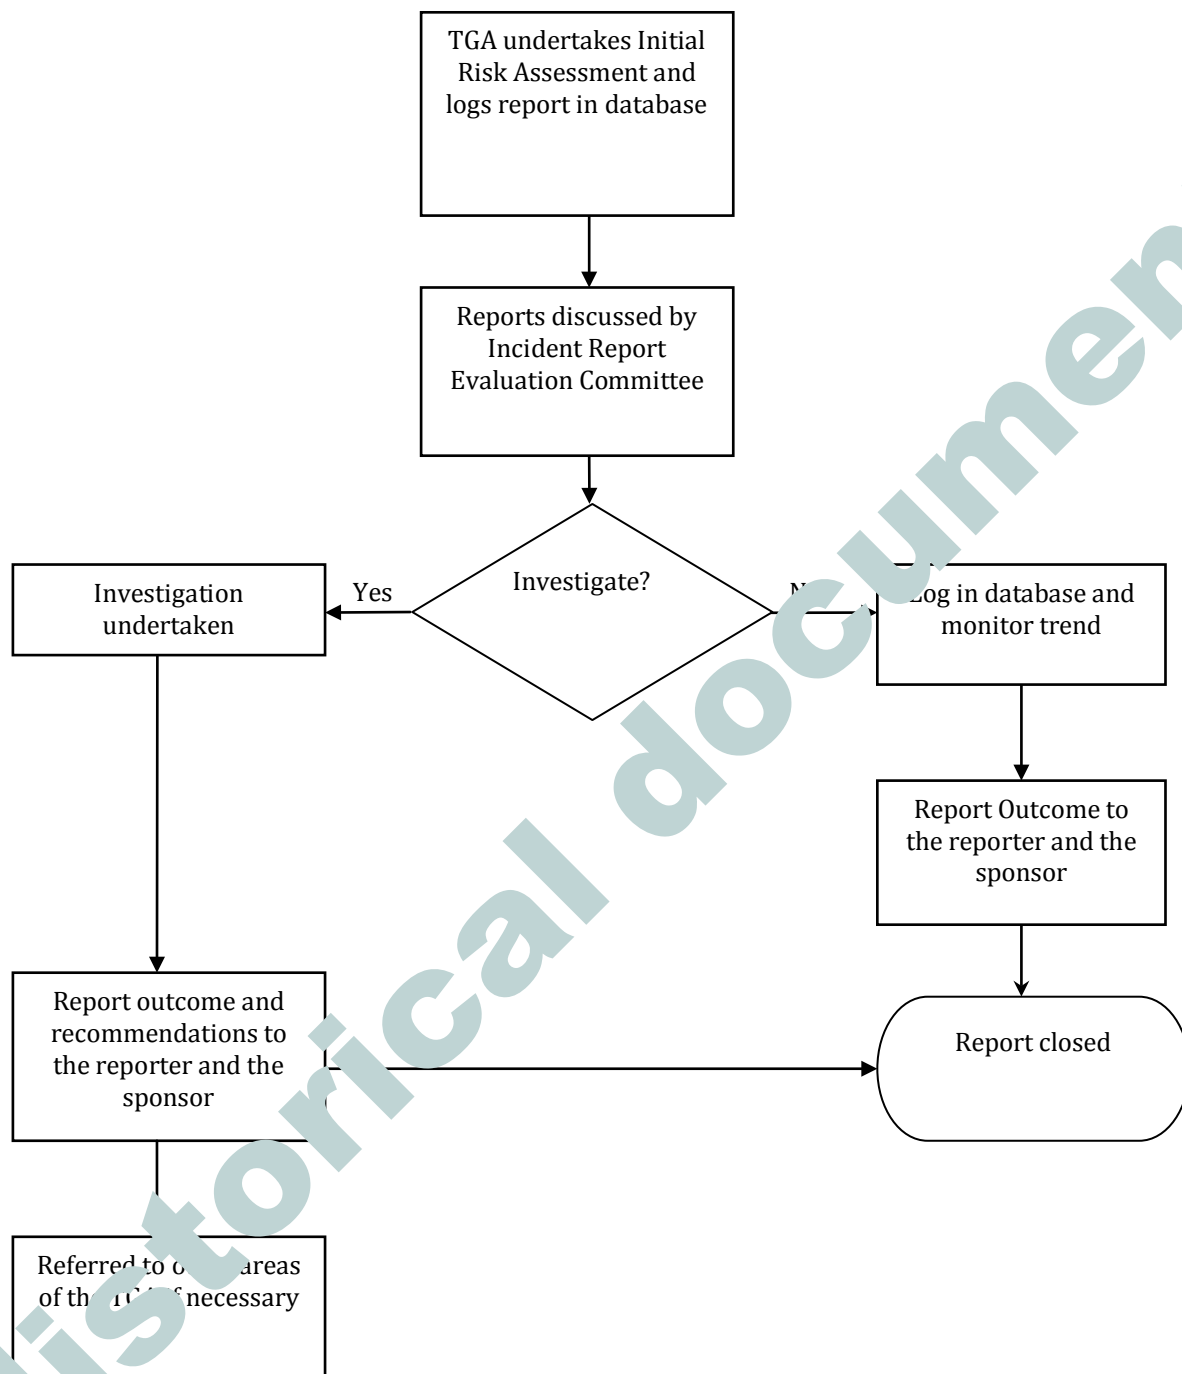 TGA undertakes Initial
Risk Assessment and
logs report in database
Reports discussed by
Incident Report
Evaluation Committee
Investigate?
Yes
Investigation
undertaken
Log in database and
monitor trend
Report Outcome to
the reporter and the
sponsor
Report outcome and
recommendations to
the reporter and the
sponsor
Report closed
Referred to areas
of the necessary
istorical documen